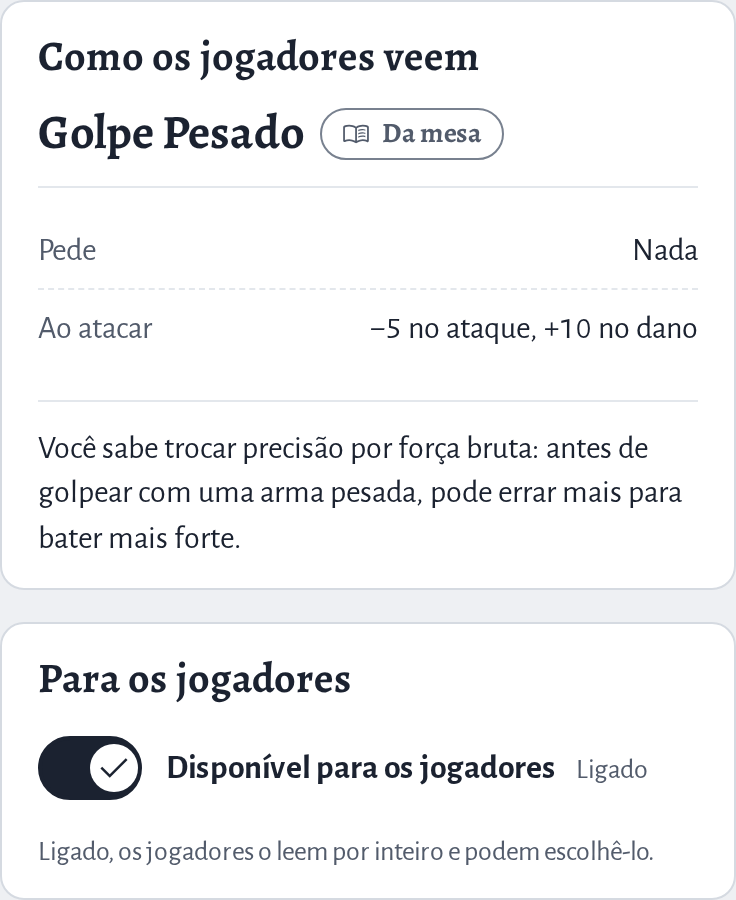 Como os jogadores veem
Golpe Pesado
Da mesa
Pede
Nada
Ao atacar
−5 no ataque, +10 no dano
Você sabe trocar precisão por força bruta: antes de
golpear com uma arma pesada, pode errar mais para
bater mais forte.
Para os jogadores
Disponível para os jogadores
Ligado
Ligado, os jogadores o leem por inteiro e podem escolhê-lo.